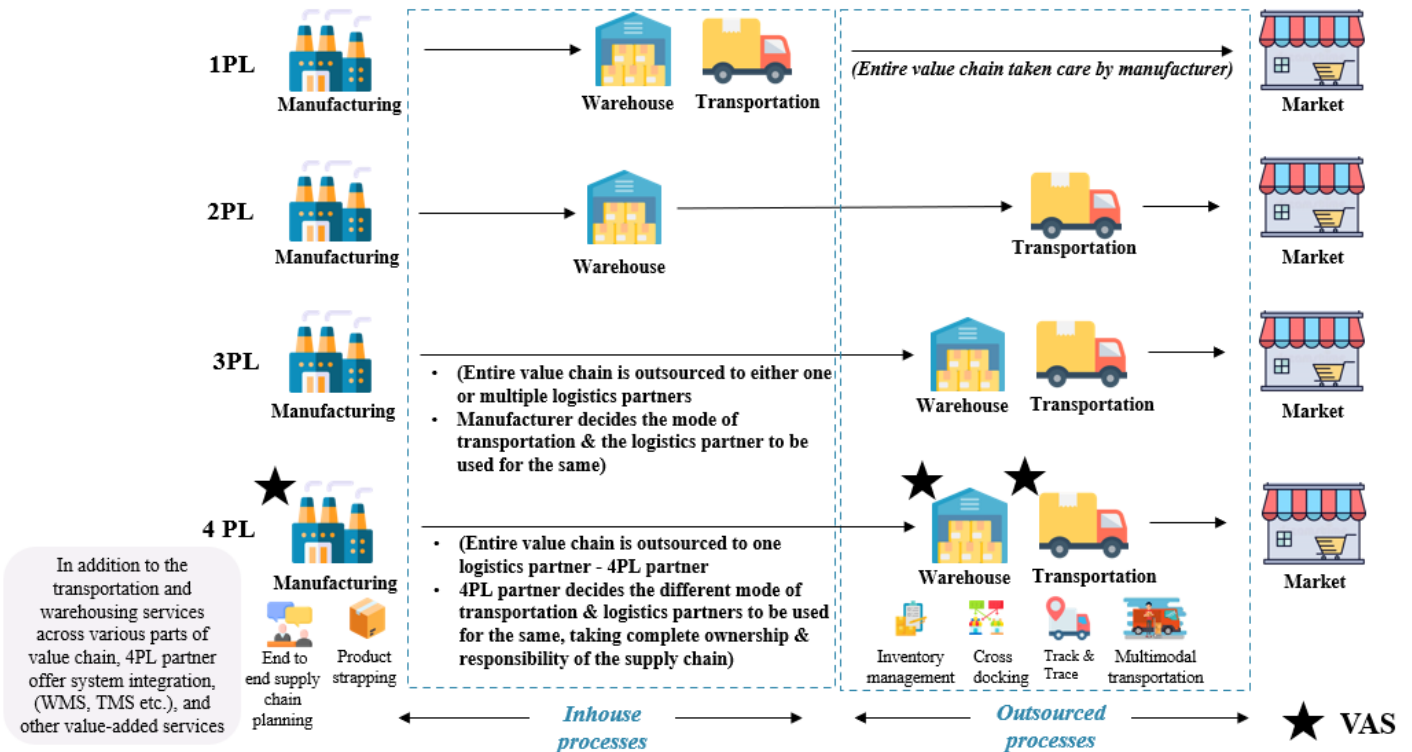 1PL
Manufacturing
Warehouse
Transportation
(Entire value chain taken care by manufacturer)
Market
2PL
Manufacturing
Warehouse
Transportation
Market
3PL
Manufacturing
• (Entire value chain is outsourced to either one
or multiple logistics partners
• Manufacturer decides the mode of
transportation & the logistics partner to be
used for the same)
Warehouse
Transportation
Market
4 PL
Manufacturing
• (Entire value chain is outsourced to one
logistics partner - 4PL partner
• 4PL partner decides the different mode of
transportation & logistics partners to be used
for the same, taking complete ownership &
responsibility of the supply chain)
Warehouse
Transportation
Market
In addition to the
transportation and
warehousing services
across various parts of
value chain, 4PL partner
offer system integration,
(WMS, TMS etc.), and
other value-added services
End to
end supply
chain
planning
Product
strapping
Inventory
management
Cross
docking
Track &
Trace
Multimodal
transportation
Inhouse
processes
Outsourced
processes
VAS